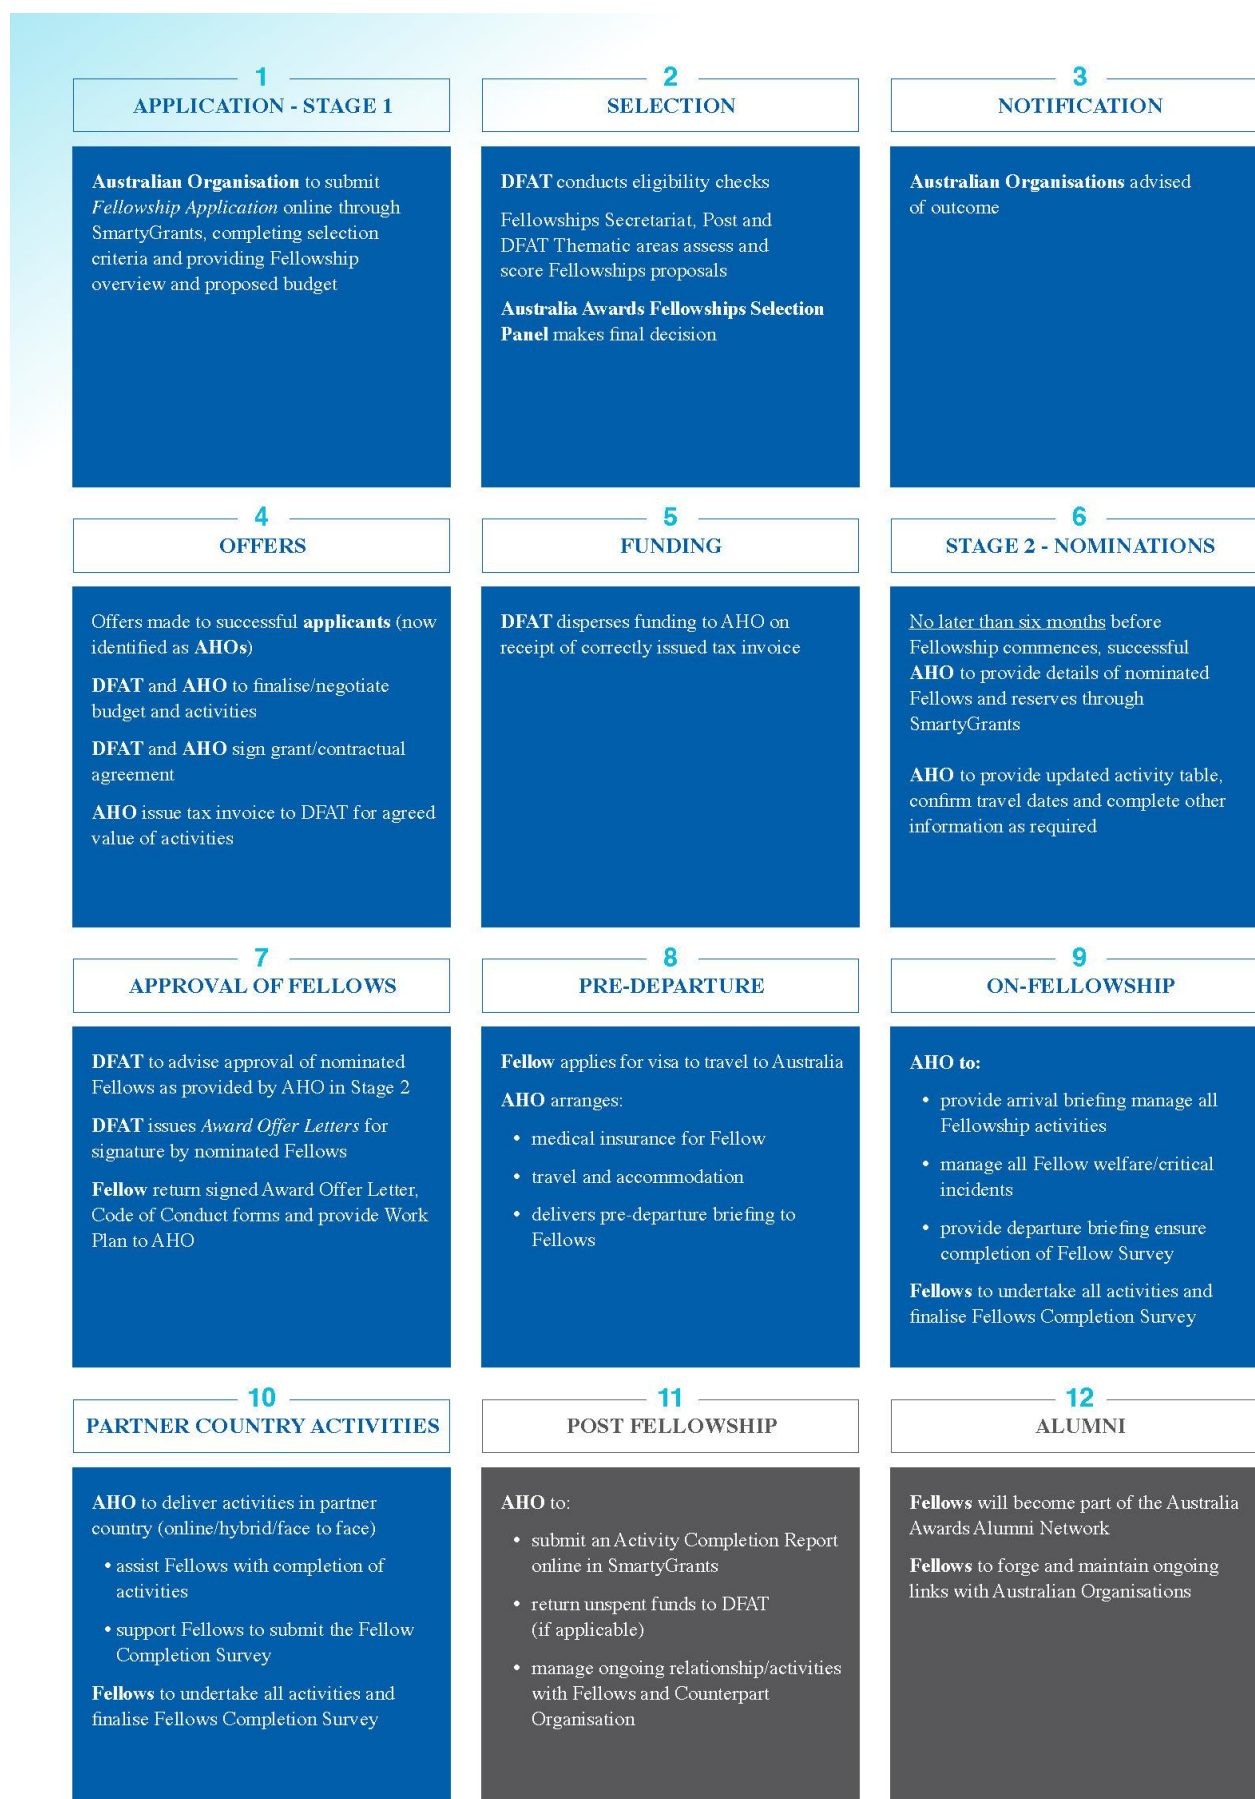 1
APPLICATION - STAGE 1
Australian Organisation to submit
Fellowship Application online through
SmartyGrants, completing selection
criteria and providing Fellowship
overview and proposed budget
2
SELECTION
DFAT conducts eligibility checks
Fellowships Secretariat, Post and
DFAT Thematic areas assess and
score Fellowships proposals
Australia Awards Fellowships Selection
Panel makes final decision
3
NOTIFICATION
Australian Organisations advised
of outcome
4
OFFERS
Offers made to successful applicants (now
identified as AHOs)
DFAT and AHO to finalise/negotiate
budget and activities
DFAT and AHO sign grant/contractual
agreement
AHO issue tax invoice to DFAT for agreed
value of activities
5
FUNDING
DFAT disperses funding to AHO on
receipt of correctly issued tax invoice
6
STAGE 2 - NOMINATIONS
No later than six months before
Fellowship commences, successful
AHO to provide details of nominated
Fellows and reserves through
SmartyGrants
AHO to provide updated activity table,
confirm travel dates and complete other
information as required
7
APPROVAL OF FELLOWS
DFAT to advise approval of nominated
Fellows as provided by AHO in Stage 2
DFAT issues Award Offer Letters for
signature by nominated Fellows
Fellow return signed Award Offer Letter,
Code of Conduct forms and provide Work
Plan to AHO
8
PRE-DEPARTURE
Fellow applies for visa to travel to Australia
AHO arranges:
• medical insurance for Fellow
• travel and accommodation
• delivers pre-departure briefing to
Fellows
9
ON-FELLOWSHIP
AHO to:
• provide arrival briefing manage all
Fellowship activities
• manage all Fellow welfare/critical
incidents
• provide departure briefing ensure
completion of Fellow Survey
Fellows to undertake all activities and
finalise Fellows Completion Survey
10
PARTNER COUNTRY ACTIVITIES
AHO to deliver activities in partner
country (online/hybrid/face to face)
• assist Fellows with completion of
activities
• support Fellows to submit the Fellow
Completion Survey
Fellows to undertake all activities and
finalise Fellows Completion Survey
11
POST FELLOWSHIP
AHO to:
• submit an Activity Completion Report
online in SmartyGrants
• return unspent funds to DFAT
(if applicable)
• manage ongoing relationship/activities
with Fellows and Counterpart
Organisation
12
ALUMNI
Fellows will become part of the Australia
Awards Alumni Network
Fellows to forge and maintain ongoing
links with Australian Organisations